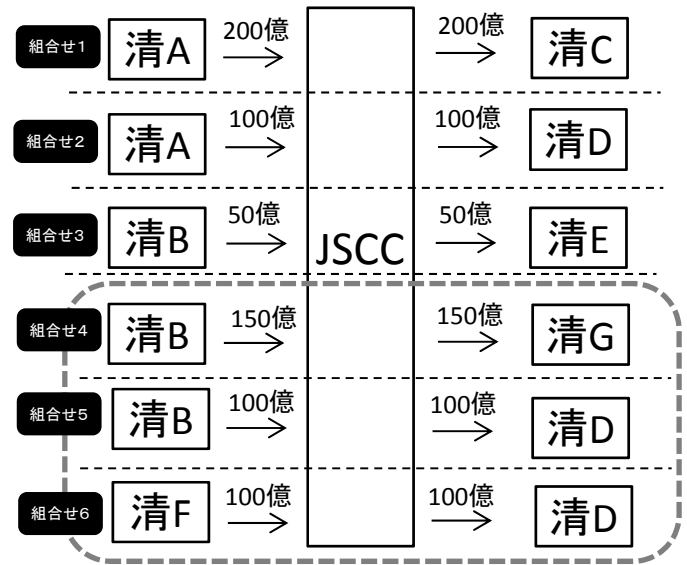 組合せ1 清A 200億 200億 清C
組合せ2 清A 100億 100億 清D
組合せ3 清B 50億 JSCC 50億 清E
組合せ4 清B 150億 150億 清G
組合せ5 清B 100億 100億 清D
組合せ6 清F 100億 100億 清D